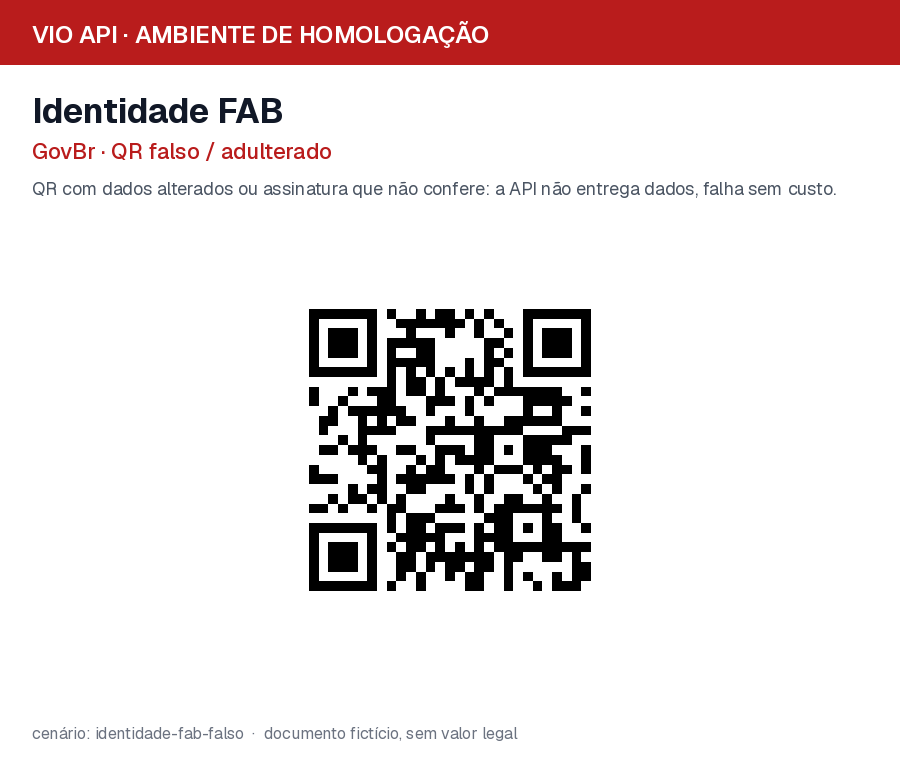 VIO API · AMBIENTE DE HOMOLOGAÇÃO
Identidade FAB
GovBr · QR falso / adulterado
QR com dados alterados ou assinatura que não confere: a API não entrega dados, falha sem custo.
cenário: identidade-fab-falso · documento fictício, sem valor legal